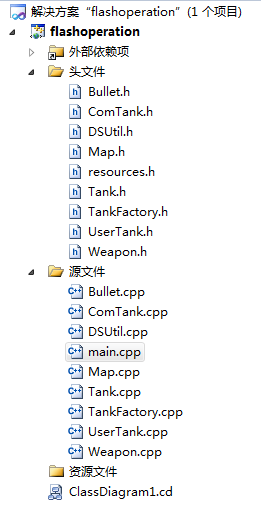 解决方案“flashoperation”(1 个项目)
flashoperation
外部依赖项
头文件
Bullet.h
ComTank.h
DSUtil.h
Map.h
resources.h
Tank.h
TankFactory.h
UserTank.h
Weapon.h
源文件
Bullet.cpp
ComTank.cpp
DSUtil.cpp
main.cpp
Map.cpp
Tank.cpp
TankFactory.cpp
UserTank.cpp
Weapon.cpp
资源文件
ClassDiagram1.cd